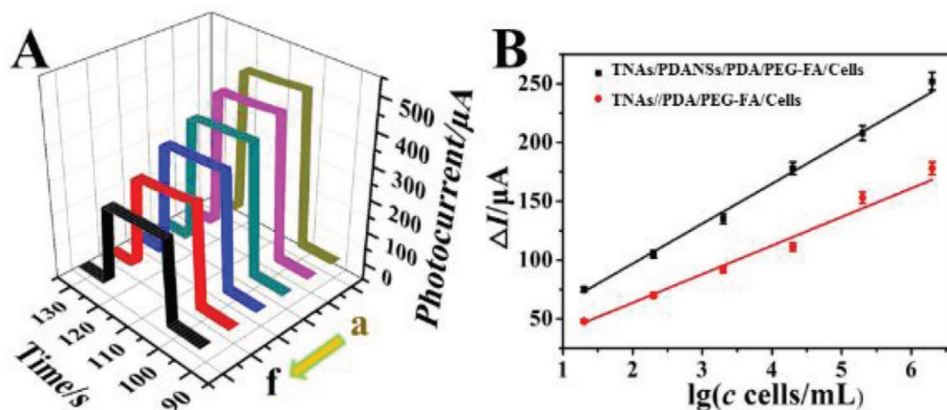 A
500
400
300
200
100
0
Photocurrent/μA
130
120
110
100
90
Time/s
a
f
B
TNAs/PDANSs/PDA/PEG-FA/Cells
TNAs//PDA/PEG-FA/Cells
250
200
150
100
50
ΔI/μA
1 2 3 4 5 6
lg(c cells/mL)